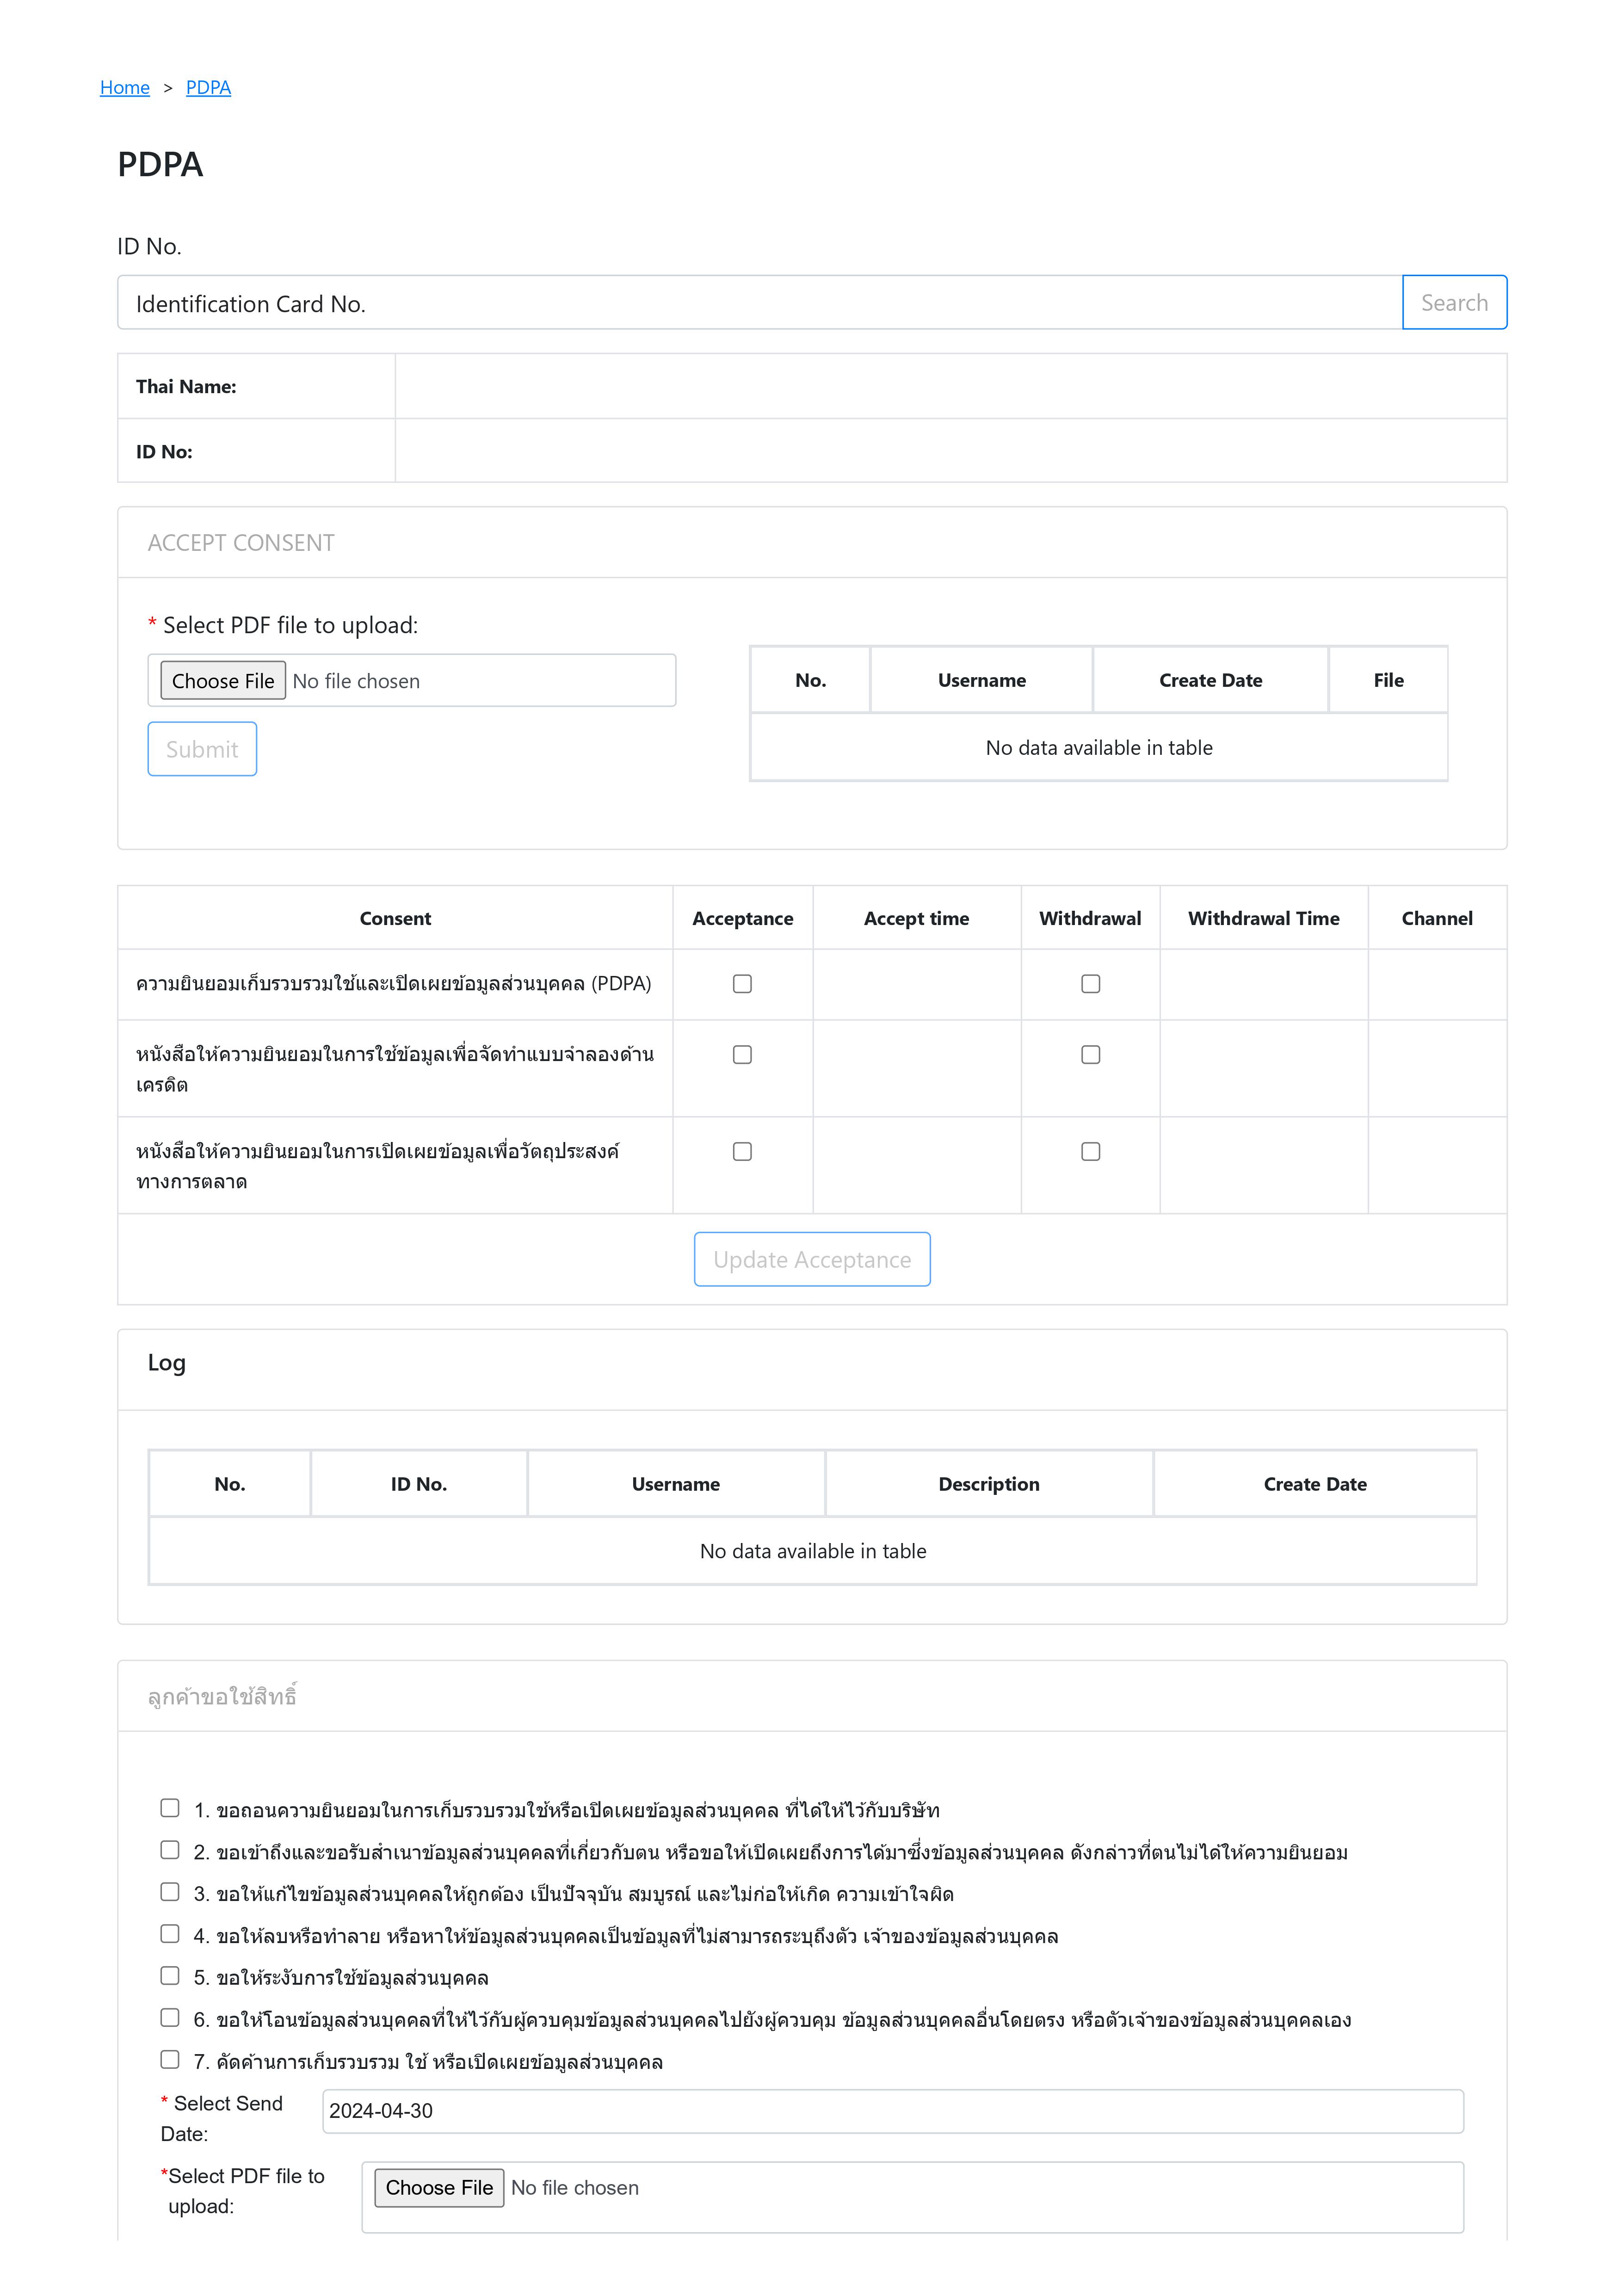 Home > PDPA
PDPA
ID No.
Identification Card No. Search
Thai Name:
ID No:
ACCEPT CONSENT
* Select PDF file to upload:
Choose File No file chosen
Submit
No. Username Create Date File
No data available in table
Consent Acceptance Accept time Withdrawal Withdrawal Time Channel
ความยินยอมเก็บรวบรวมใช้และเปิดเผยข้อมูลส่วนบุคคล (PDPA)
หนังสือให้ความยินยอมในการใช้ข้อมูลเพื่อจัดทำแบบจำลองด้าน
เครดิต
หนังสือให้ความยินยอมในการเปิดเผยข้อมูลเพื่อวัตถุประสงค์
ทางการตลาด
Update Acceptance
Log
No. ID No. Username Description Create Date
No data available in table
ลูกค้าขอใช้สิทธิ์
1. ขอถอนความยินยอมในการเก็บรวบรวมใช้หรือเปิดเผยข้อมูลส่วนบุคคล ที่ได้ให้ไว้กับบริษัท
2. ขอเข้าถึงและขอรับสำเนาข้อมูลส่วนบุคคลที่เกี่ยวกับตน หรือขอให้เปิดเผยถึงการได้มาซึ่งข้อมูลส่วนบุคคล ดังกล่าวที่ตนไม่ได้ให้ความยินยอม
3. ขอให้แก้ไขข้อมูลส่วนบุคคลให้ถูกต้อง เป็นปัจจุบัน สมบูรณ์ และไม่ก่อให้เกิด ความเข้าใจผิด
4. ขอให้ลบหรือทำลาย หรือหาให้ข้อมูลส่วนบุคคลเป็นข้อมูลที่ไม่สามารถระบุถึงตัว เจ้าของข้อมูลส่วนบุคคล
5. ขอให้ระงับการใช้ข้อมูลส่วนบุคคล
6. ขอให้โอนข้อมูลส่วนบุคคลที่ให้ไว้กับผู้ควบคุมข้อมูลส่วนบุคคลไปยังผู้ควบคุม ข้อมูลส่วนบุคคลอื่นโดยตรง หรือตัวเจ้าของข้อมูลส่วนบุคคลเอง
7. คัดค้านการเก็บรวบรวม ใช้ หรือเปิดเผยข้อมูลส่วนบุคคล
* Select Send
Date:
2024-04-30
*Select PDF file to
upload:
Choose File No file chosen